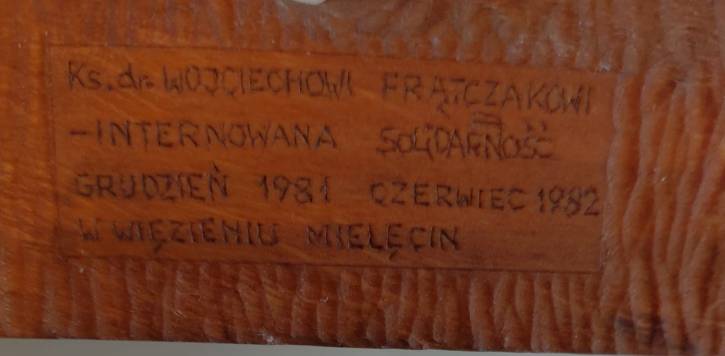 Ks. dr. WOJCIECHOWI FRĄTCZAKOWI
-INTERNOWANA SOLIDARNOŚĆ
GRUDZIEŃ 1981 CZERWIEC 1982
W WIĘZIENIU MIELĘCIN